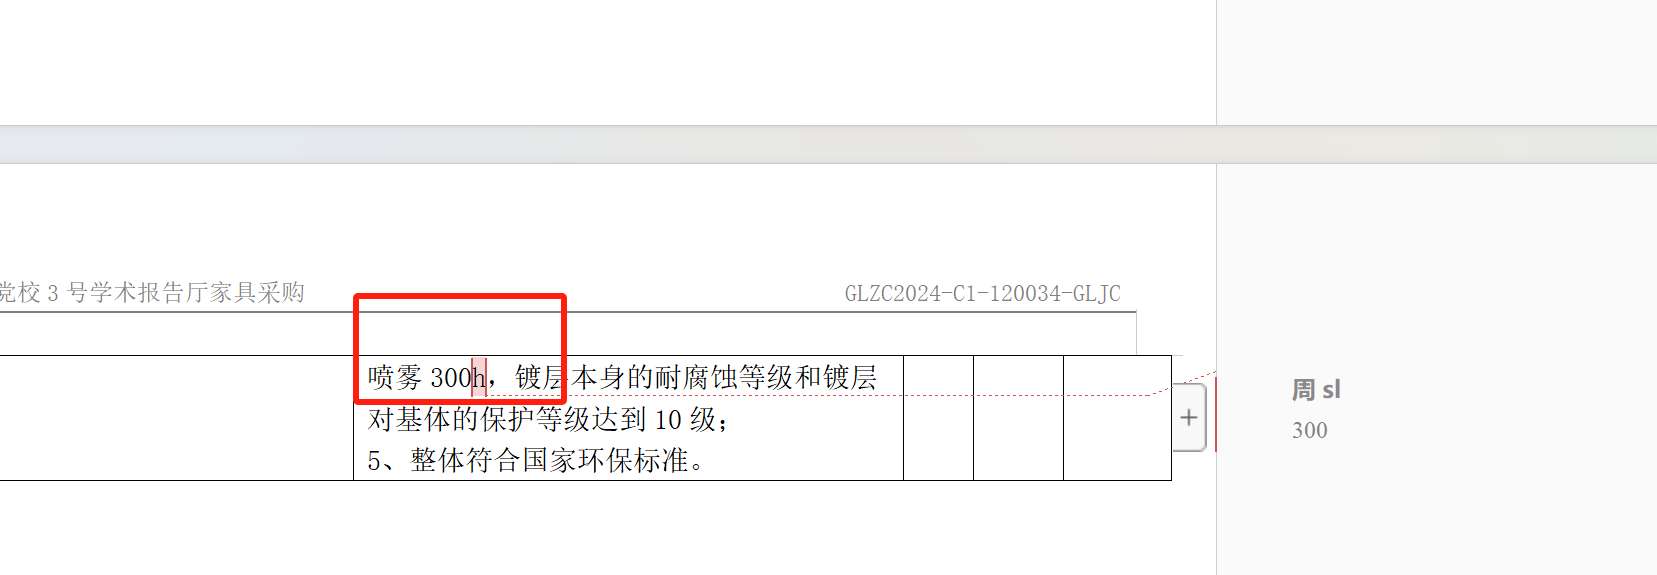 党校 3 号学术报告厅家具采购
GLZC2024-C1-120034-GLJC
喷雾 300h，镀层本身的耐腐蚀等级和镀层
对基体的保护等级达到 10 级；
5、整体符合国家环保标准。
+
周 sl
300